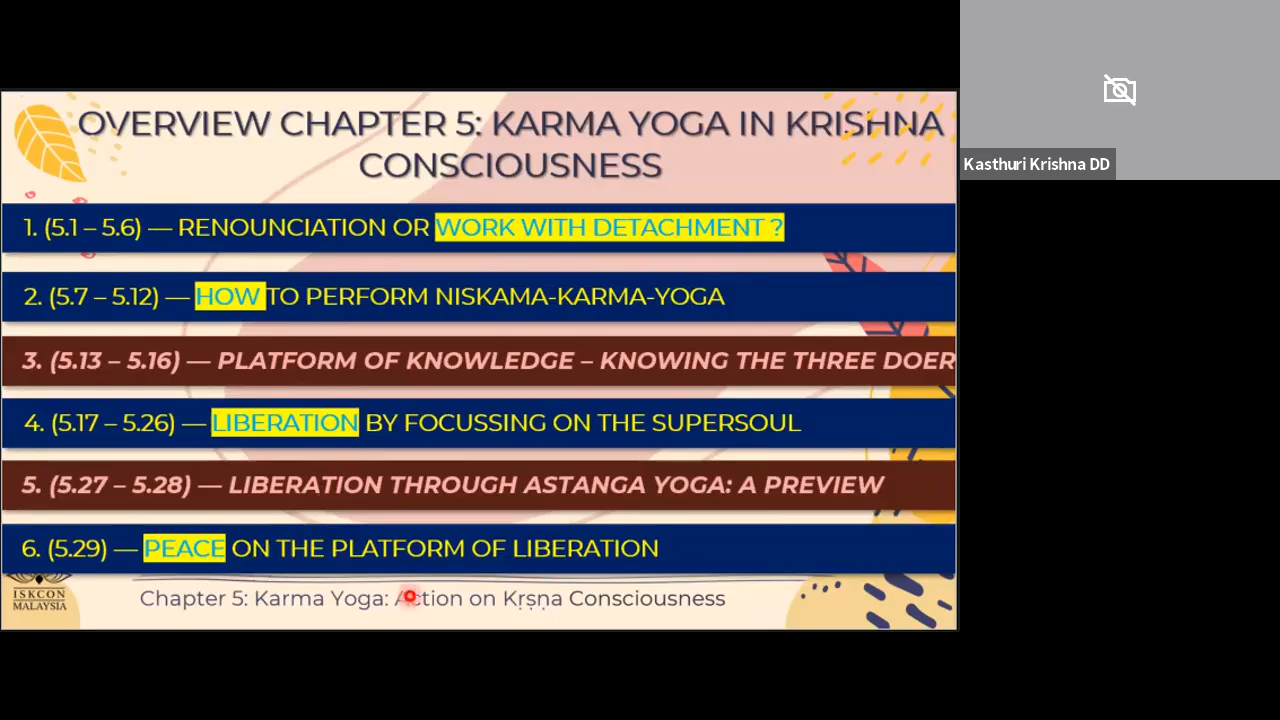 OVERVIEW CHAPTER 5: KARMA YOGA IN KRISHNA
CONSCIOUSNESS
1. (5.1 – 5.6) — RENOUNCIATION OR WORK WITH DETACHMENT ?
2. (5.7 – 5.12) — HOW TO PERFORM NISKAMA-KARMA-YOGA
3. (5.13 – 5.16) — PLATFORM OF KNOWLEDGE – KNOWING THE THREE DOER
4. (5.17 – 5.26) — LIBERATION BY FOCUSSING ON THE SUPERSOUL
5. (5.27 – 5.28) — LIBERATION THROUGH ASTANGA YOGA: A PREVIEW
6. (5.29) — PEACE ON THE PLATFORM OF LIBERATION
ISKCON
MALAYSIA
Chapter 5: Karma Yoga: Action on Kṛṣṇa Consciousness
Kasthuri Krishna DD